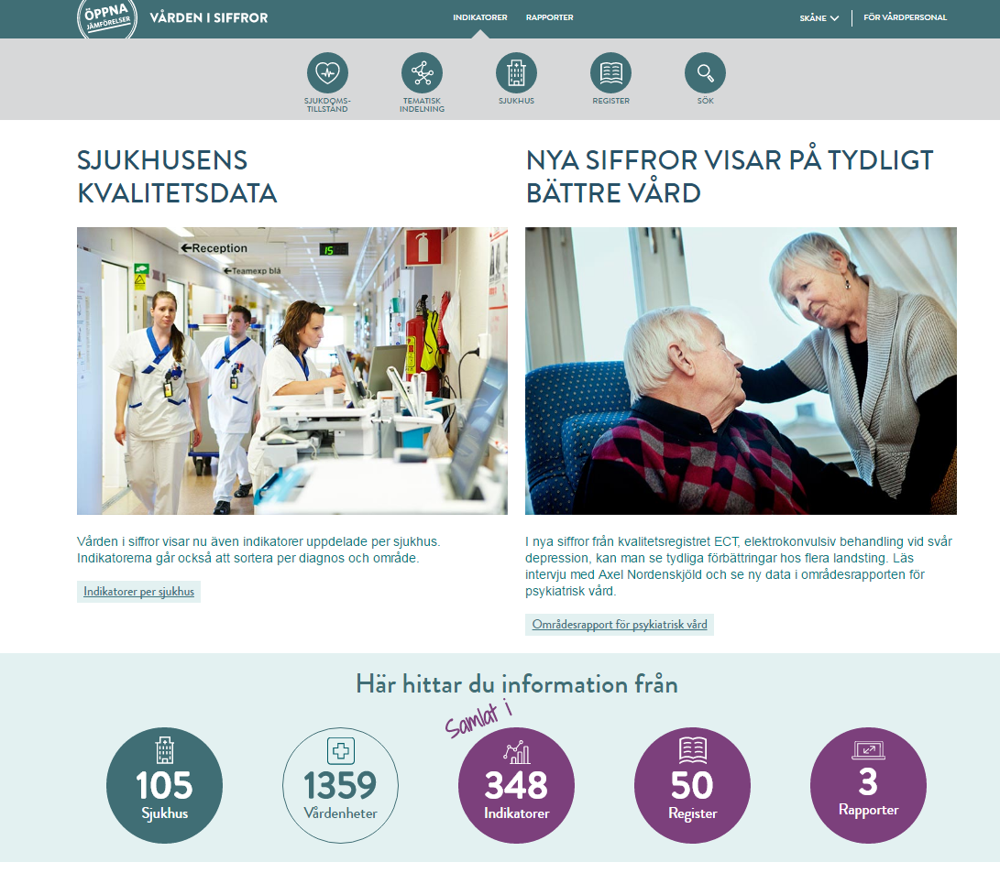 ÖPPNA
JÄMFÖRELSER
VÅRDEN I SIFFROR
INDIKATORER
RAPPORTER
SKÅNE
FÖR VÅRDPERSONAL
SJUKDOMS-
TILLSTÅND
TEMATISK
INDELNING
SJUKHUS
REGISTER
SÖK
SJUKHUSENS
KVALITETSDATA
Reception
15
Teamexp blå
Vården i siffror visar nu även indikatorer uppdelade per sjukhus.
Indikatorerna går också att sortera per diagnos och område.
Indikatorer per sjukhus
NYA SIFFROR VISAR PÅ TYDLIGT
BÄTTRE VÅRD
I nya siffror från kvalitetsregistret ECT, elektrokonvulsiv behandling vid svår
depression, kan man se tydliga förbättringar hos flera landsting. Läs
intervju med Axel Nordenskjöld och se ny data i områdesrapporten för
psykiatrisk vård.
Områdesrapport för psykiatrisk vård
Här hittar du information från
Samlat i
105
Sjukhus
1359
Vårdenheter
348
Indikatorer
50
Register
3
Rapporter